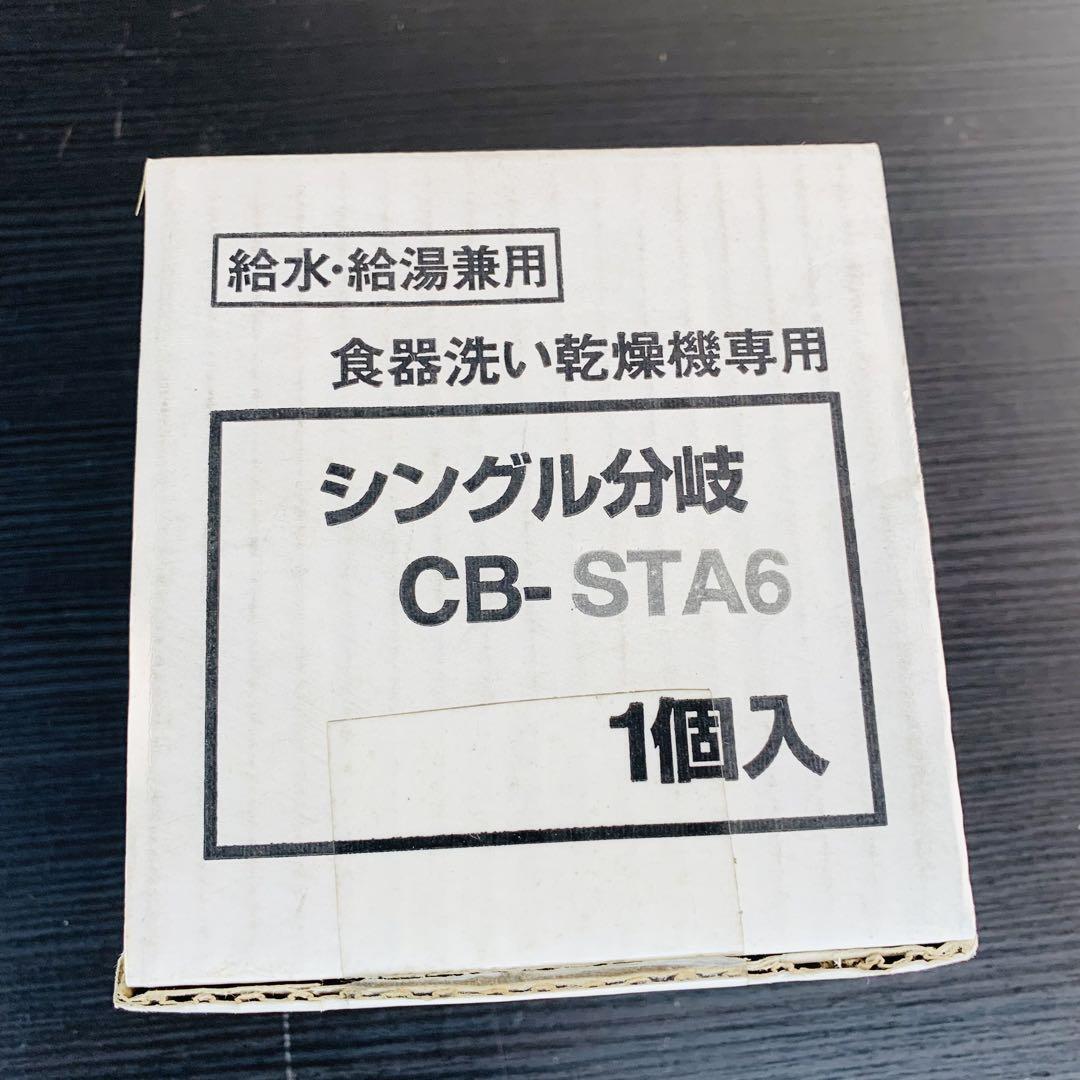 給水・給湯兼用
食器洗い乾燥機専用
シングル分岐
CB-STA6
1個入